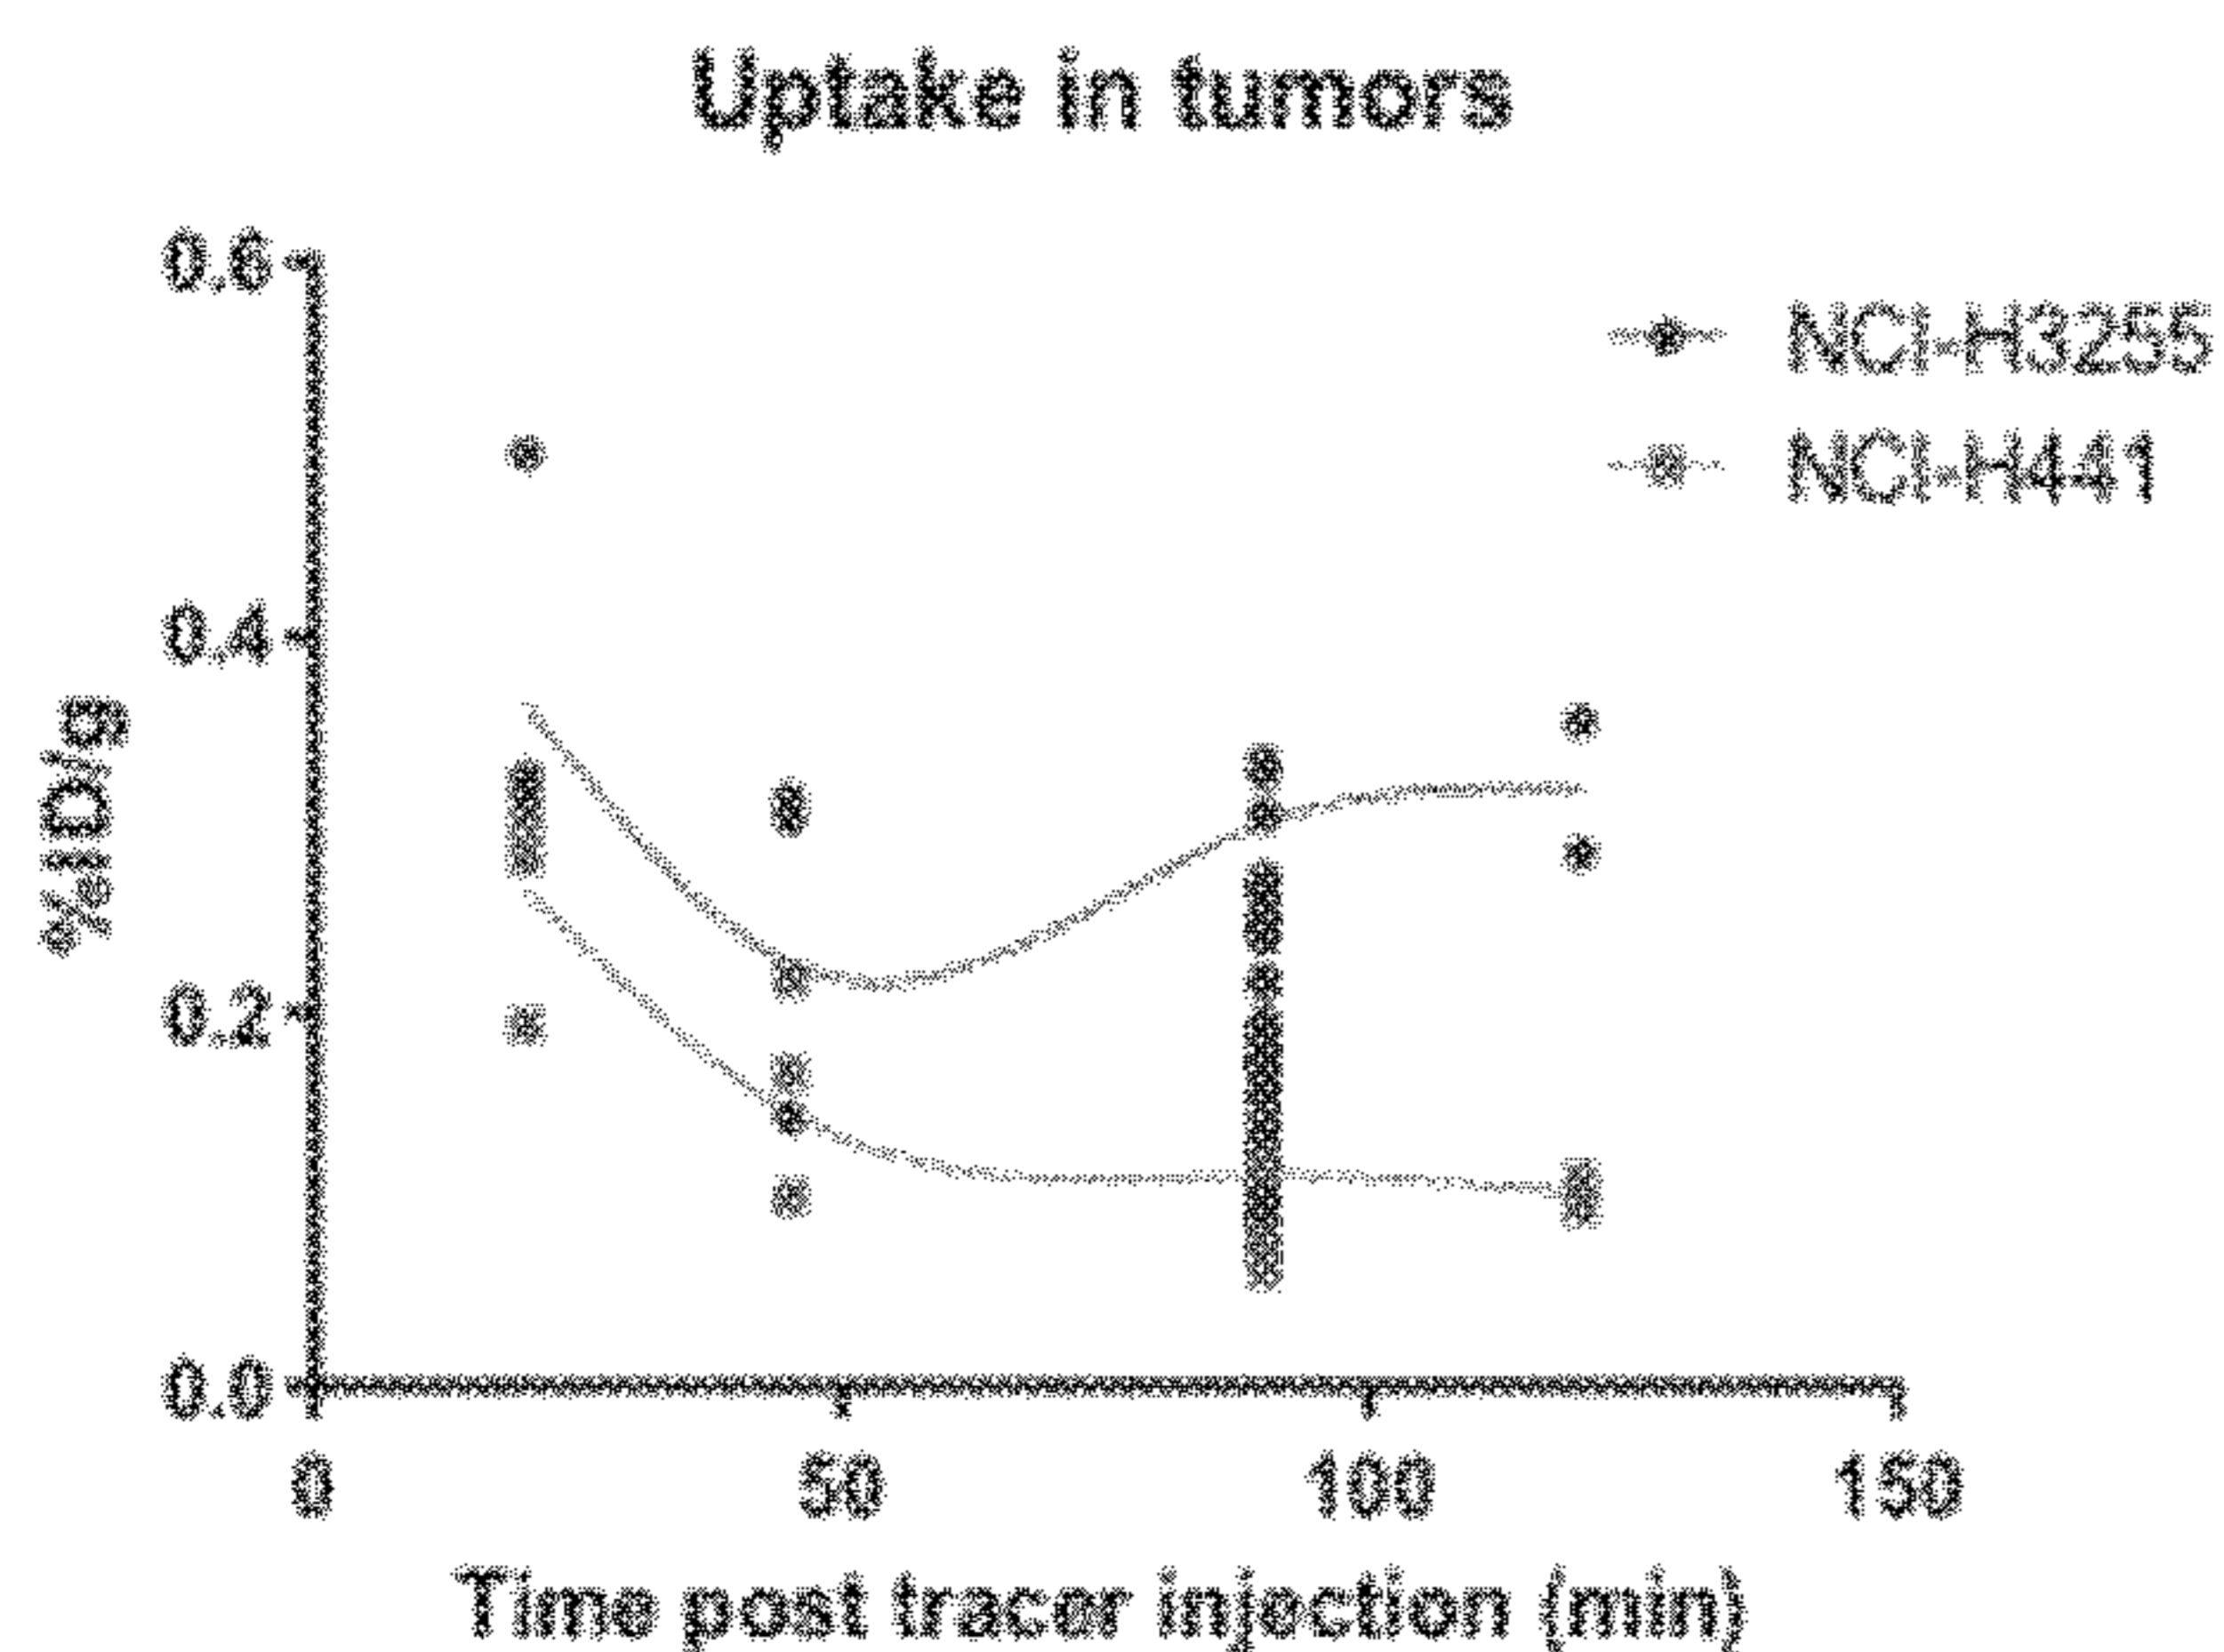 Uptake in tumors
0.6
0.4
0.2
0.0
%ID/g
NCI-H3255
NCI-H441
0
50
100
150
Time post tracer injection (min)